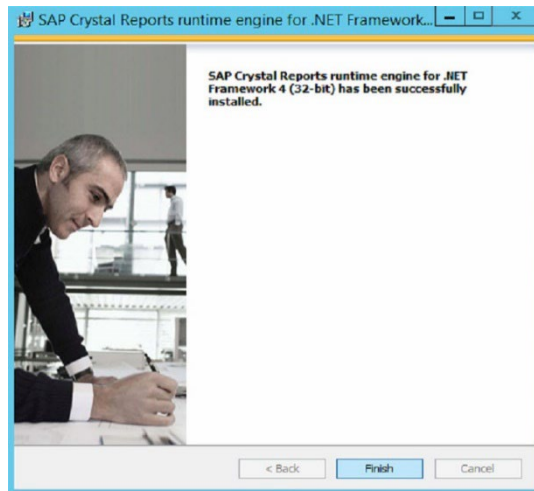 SAP Crystal Reports runtime engine for .NET Framework...
SAP Crystal Reports runtime engine for .NET
Framework 4 (32-bit) has been successfully
installed.
< Back
Finish
Cancel